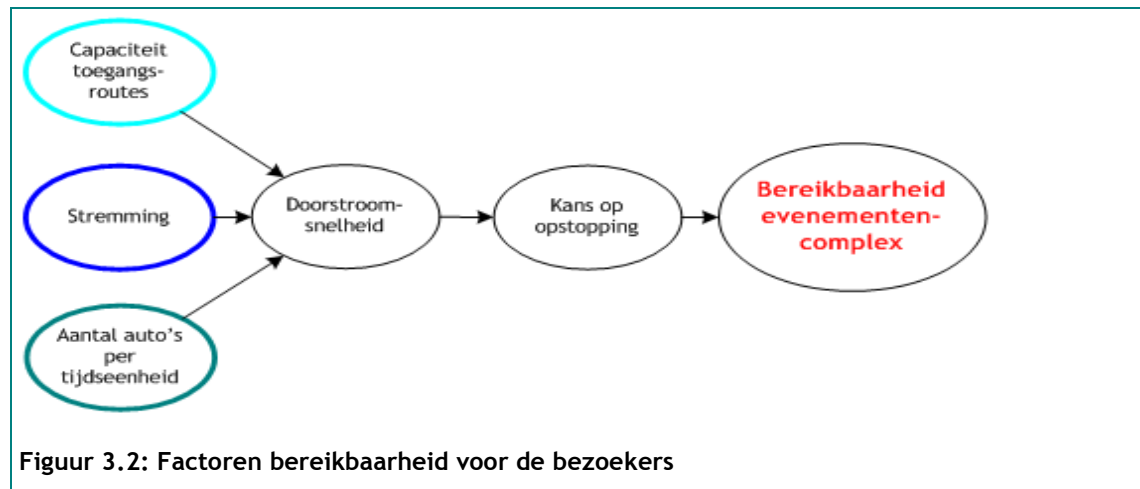 Capaciteit
toegangs-
routes
Stremming
Aantal auto's
per
tijdseenheid
Doorstroom-
snelheid
Kans op
opstopping
Bereikbaarheid
evenementen-
complex
Figuur 3.2: Factoren bereikbaarheid voor de bezoekers